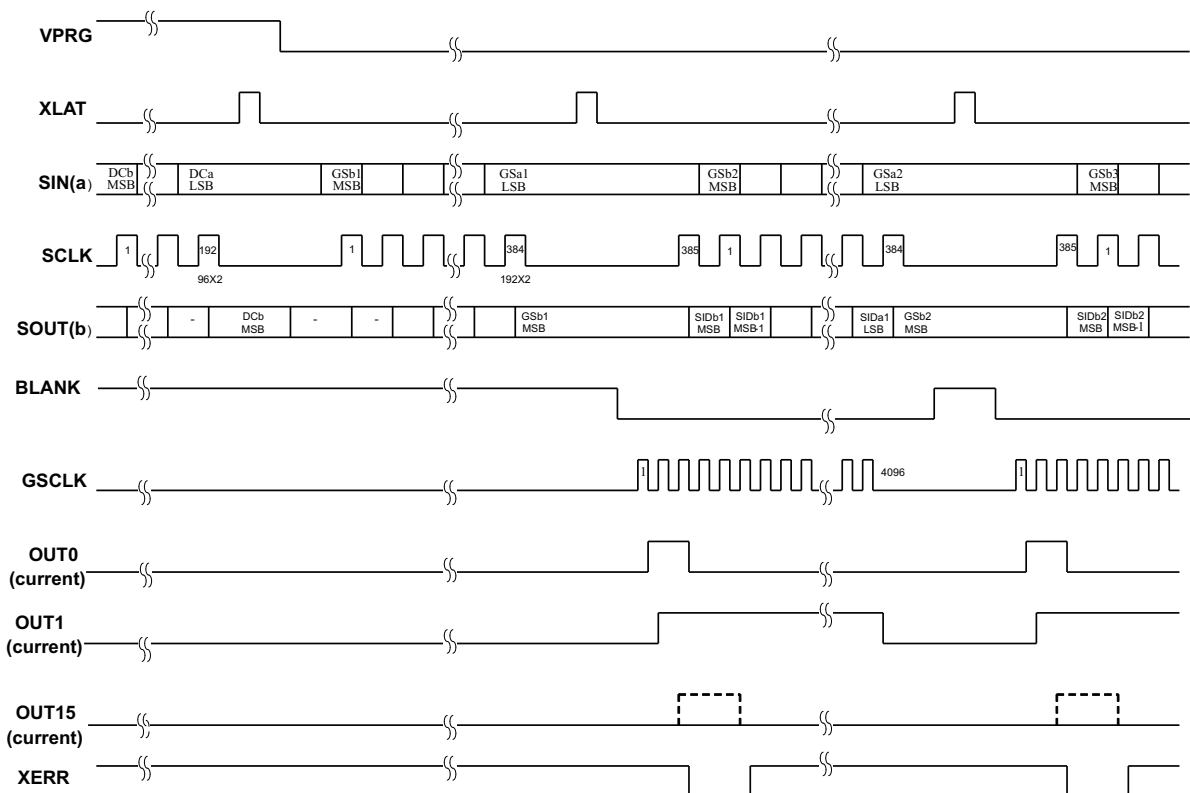 VPRG
XLAT
SIN(a)
DCb
MSB
DCa
LSB
GSb1
MSB
GSa1
LSB
GSb2
MSB
GSa2
LSB
GSb3
MSB
SCLK
1
192
1
384
385
1
384
385
1
96X2
192X2
SOUT(b)
-
DCb
MSB
-
-
GSb1
MSB
SIDb1
MSB
SIDb1
MSB-1
SIDa1
LSB
GSb2
MSB
SIDb2
MSB
SIDb2
MSB-1
BLANK
GSCLK
1
4096
1
OUT0
(current)
OUT1
(current)
OUT15
(current)
XERR